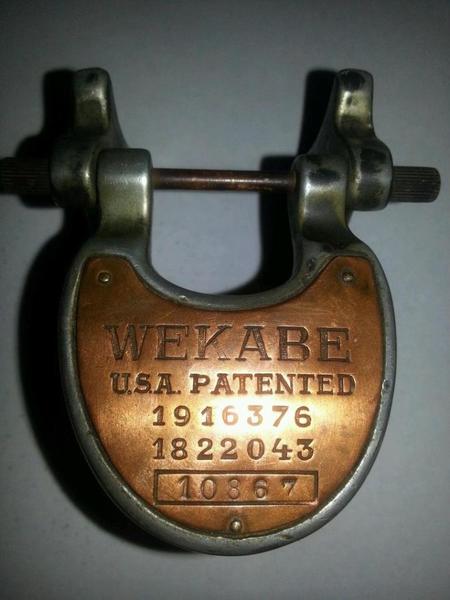 WEKABE
U.S.A. PATENTED
1916376
1822043
10867